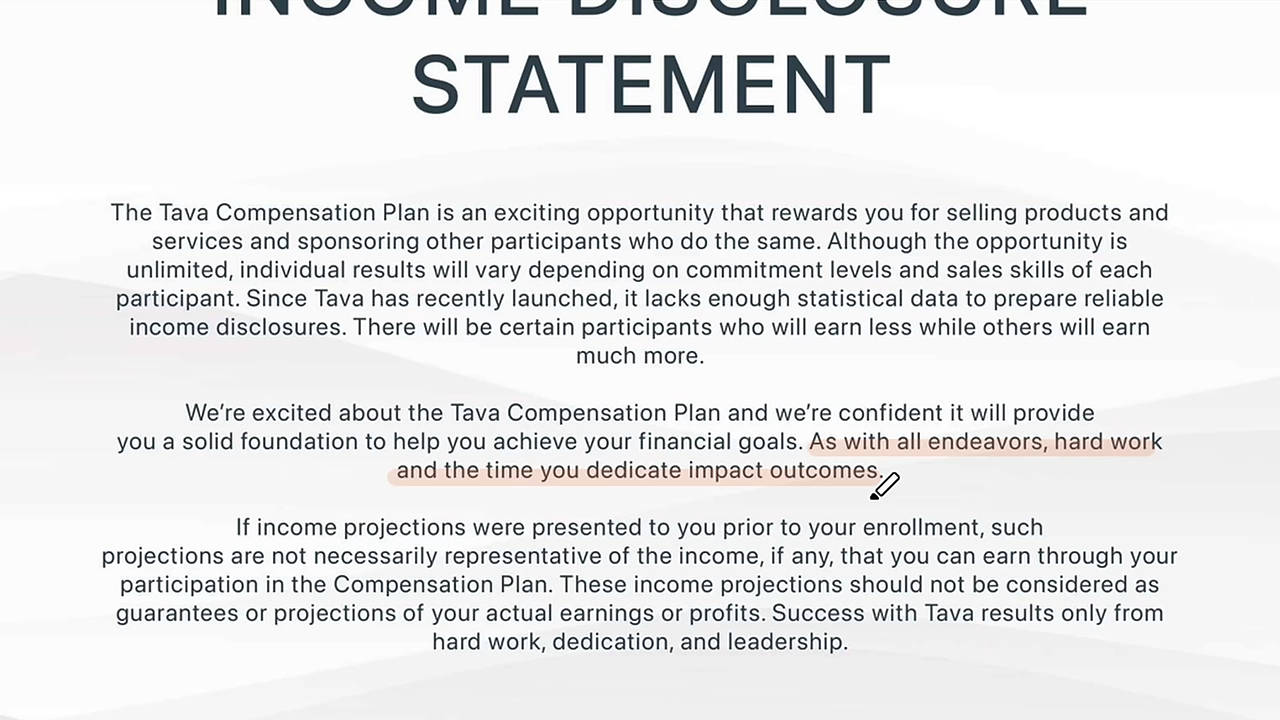 INCOME DISCLOSURE
STATEMENT
The Tava Compensation Plan is an exciting opportunity that rewards you for selling products and
services and sponsoring other participants who do the same. Although the opportunity is
unlimited, individual results will vary depending on commitment levels and sales skills of each
participant. Since Tava has recently launched, it lacks enough statistical data to prepare reliable
income disclosures. There will be certain participants who will earn less while others will earn
much more.
We’re excited about the Tava Compensation Plan and we’re confident it will provide
you a solid foundation to help you achieve your financial goals. As with all endeavors, hard work
and the time you dedicate impact outcomes.
If income projections were presented to you prior to your enrollment, such
projections are not necessarily representative of the income, if any, that you can earn through your
participation in the Compensation Plan. These income projections should not be considered as
guarantees or projections of your actual earnings or profits. Success with Tava results only from
hard work, dedication, and leadership.